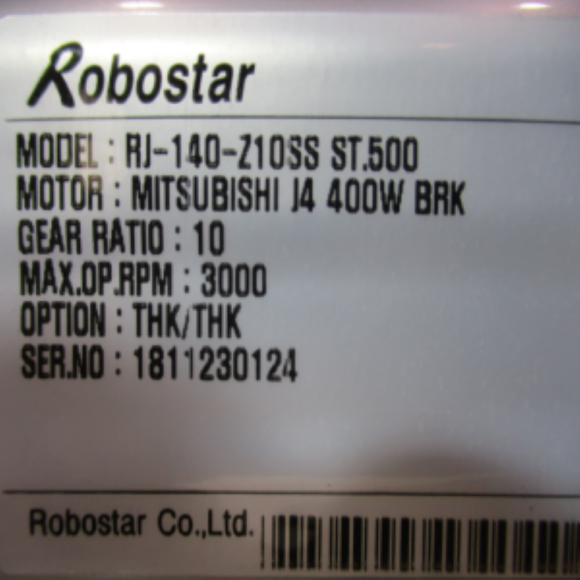 Robostar
MODEL : RJ-140-Z10SS ST.500
MOTOR : MITSUBISHI J4 400W BRK
GEAR RATIO : 10
MAX.OP.RPM : 3000
OPTION : THK/THK
SER.NO : 1811230124
Robostar Co.,Ltd.